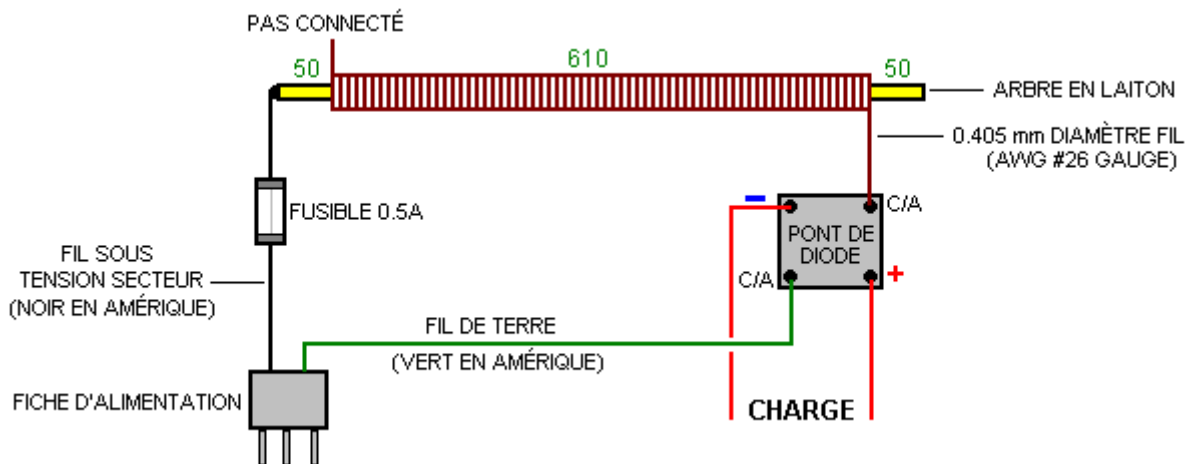 PAS CONNECTÉ
50
610
50
ARBRE EN LAITON
0.405 mm DIAMÈTRE FIL
(AWG #26 GAUGE)
FUSIBLE 0.5A
−
C/A
PONT DE
DIODE
C/A
+
FIL SOUS
TENSION SECTEUR
(NOIR EN AMÉRIQUE)
FIL DE TERRE
(VERT EN AMÉRIQUE)
FICHE D'ALIMENTATION
CHARGE